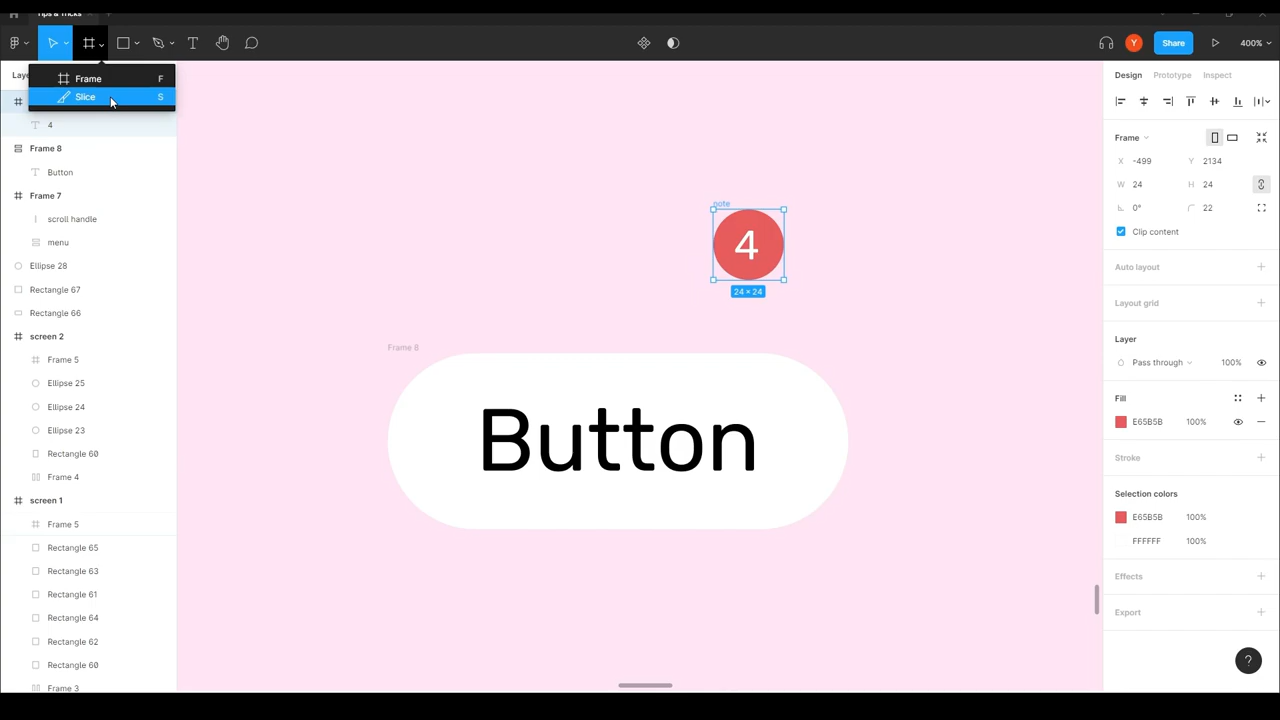 Tips & Tricks
Share
400%
Frame F
Slice S
4
Frame 8
Button
Frame 7
scroll handle
menu
Ellipse 28
Rectangle 67
Rectangle 66
screen 2
Frame 5
Ellipse 25
Ellipse 24
Ellipse 23
Rectangle 60
Frame 4
screen 1
Frame 5
Rectangle 65
Rectangle 63
Rectangle 61
Rectangle 64
Rectangle 62
Rectangle 60
Frame 3
note
4
24 × 24
Frame 8
Button
Design Prototype Inspect
Frame
X -499 Y 2134
W 24 H 24
0° 22
Clip content
Auto layout
Layout grid
Layer
Pass through 100%
Fill
E65B5B 100%
Stroke
Selection colors
E65B5B 100%
FFFFFF 100%
Effects
Export
Y
?